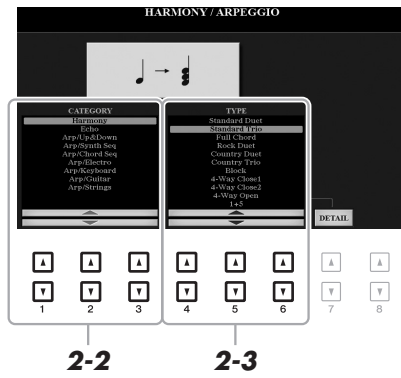 HARMONY / ARPEGGIO
CATEGORY
Harmony
Echo
Arp/Up&Down
Arp/Synth Seq
Arp/Chord Seq
Arp/Electro
Arp/Keyboard
Arp/Guitar
Arp/Strings
TYPE
Standard Duet
Standard Trio
Full Chord
Rock Duet
Country Duet
Country Trio
Block
4-Way Close1
4-Way Close2
4-Way Open
1+5
DETAIL
1 2 3 4 5 6 7 8
2-2 2-3